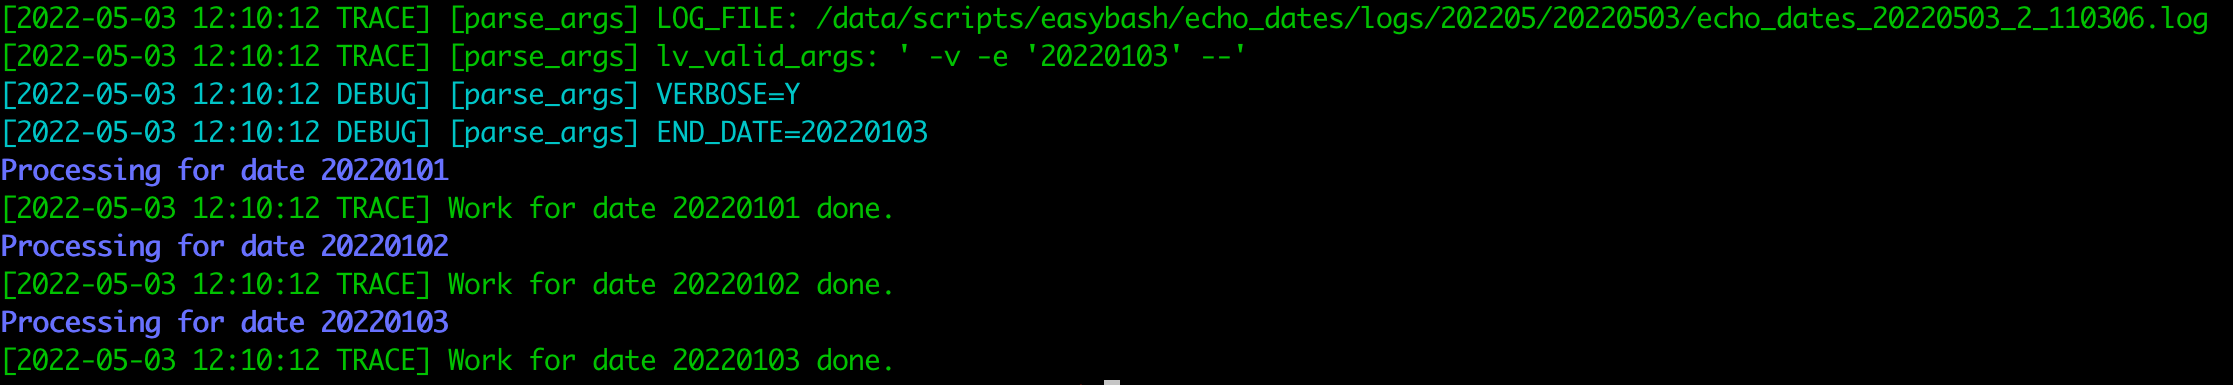 [2022-05-03 12:10:12 TRACE] [parse_args] LOG_FILE: /data/scripts/easybash/echo_dates/logs/202205/20220503/echo_dates_20220503_2_110306.log
[2022-05-03 12:10:12 TRACE] [parse_args] lv_valid_args: ' -v -e '20220103' --'
[2022-05-03 12:10:12 DEBUG] [parse_args] VERBOSE=Y
[2022-05-03 12:10:12 DEBUG] [parse_args] END_DATE=20220103
Processing for date 20220101
[2022-05-03 12:10:12 TRACE] Work for date 20220101 done.
Processing for date 20220102
[2022-05-03 12:10:12 TRACE] Work for date 20220102 done.
Processing for date 20220103
[2022-05-03 12:10:12 TRACE] Work for date 20220103 done.